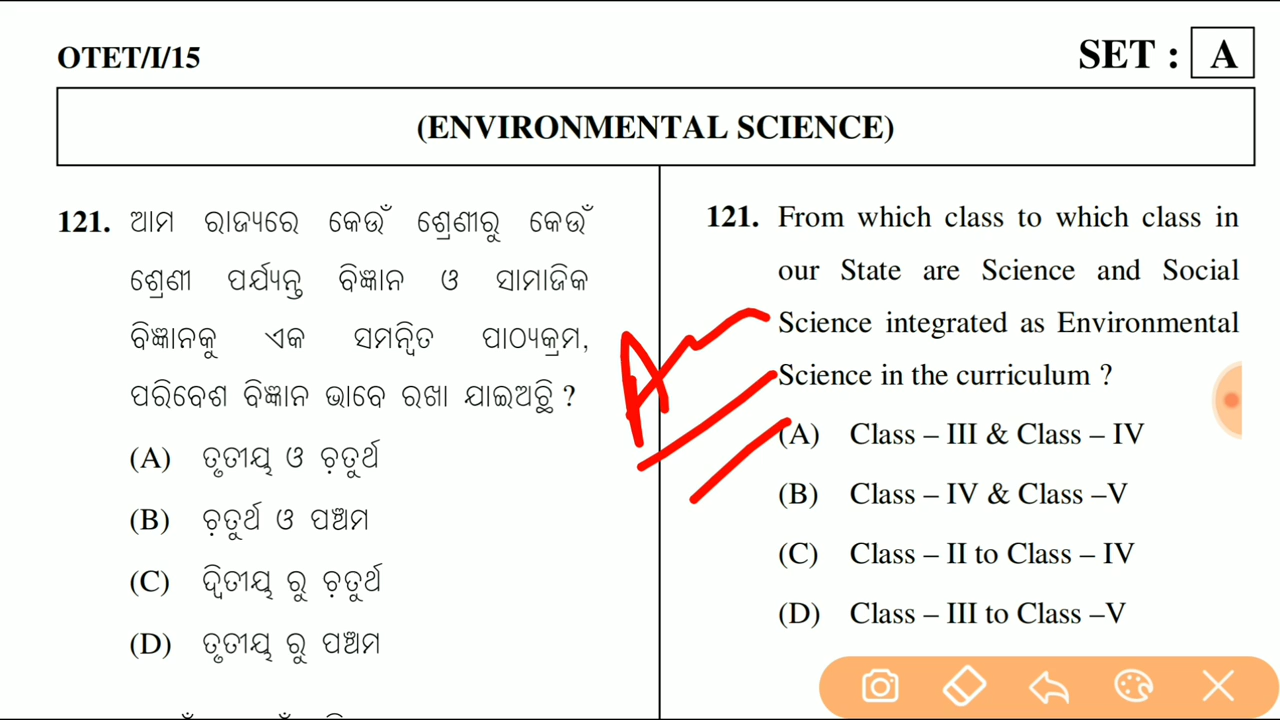 OTET/I/15
SET : A
(ENVIRONMENTAL SCIENCE)
121. ଆମ ରାଜ୍ୟରେ କେଉଁ ଶ୍ରେଣୀରୁ କେଉଁ
ଶ୍ରେଣୀ ପର୍ଯ୍ୟନ୍ତ ବିଜ୍ଞାନ ଓ ସାମାଜିକ
ବିଜ୍ଞାନକୁ ଏକ ସମନ୍ୱିତ ପାଠ୍ୟକ୍ରମ,
ପରିବେଶ ବିଜ୍ଞାନ ଭାବେ ରଖା ଯାଇଅଛି ?
(A) ତୃତୀୟ ଓ ଚ଼ତୁର୍ଥ
(B) ଚ଼ତୁର୍ଥ ଓ ପଞ୍ଚମ
(C) ଦ୍ୱିତୀୟ ରୁ ଚ଼ତୁର୍ଥ
(D) ତୃତୀୟ ରୁ ପଞ୍ଚମ
121. From which class to which class in
our State are Science and Social
Science integrated as Environmental
Science in the curriculum ?
(A) Class – III & Class – IV
(B) Class – IV & Class –V
(C) Class – II to Class – IV
(D) Class – III to Class –V
A